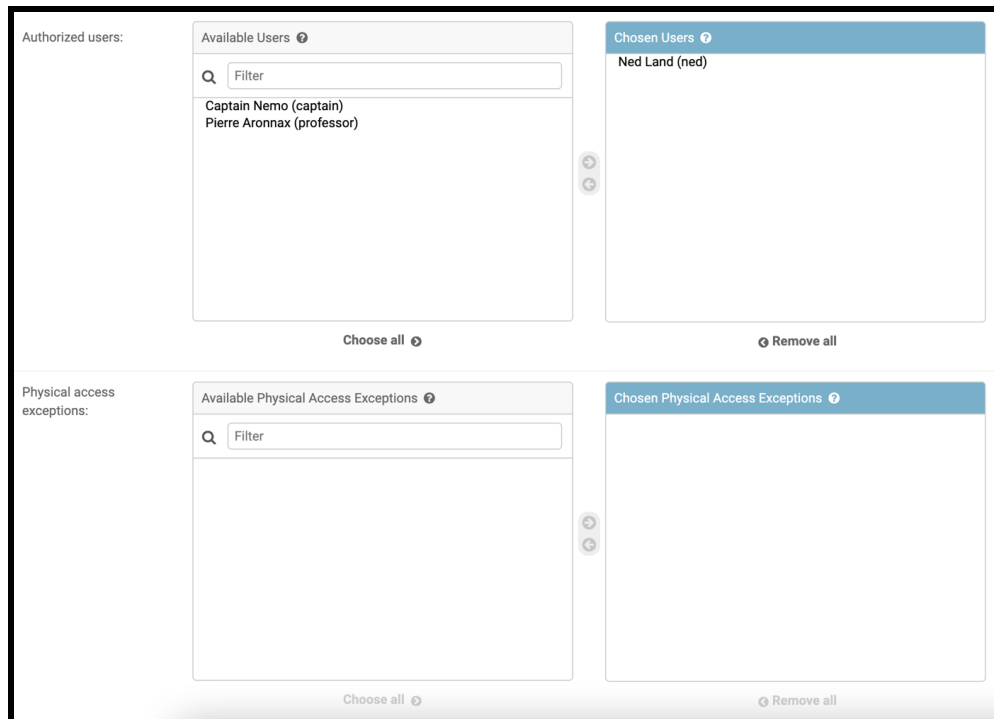 Authorized users:
Available Users
Chosen Users
Filter
Ned Land (ned)
Captain Nemo (captain)
Pierre Aronnax (professor)
Choose all
Remove all
Physical access
exceptions:
Available Physical Access Exceptions
Chosen Physical Access Exceptions
Filter
Choose all
Remove all